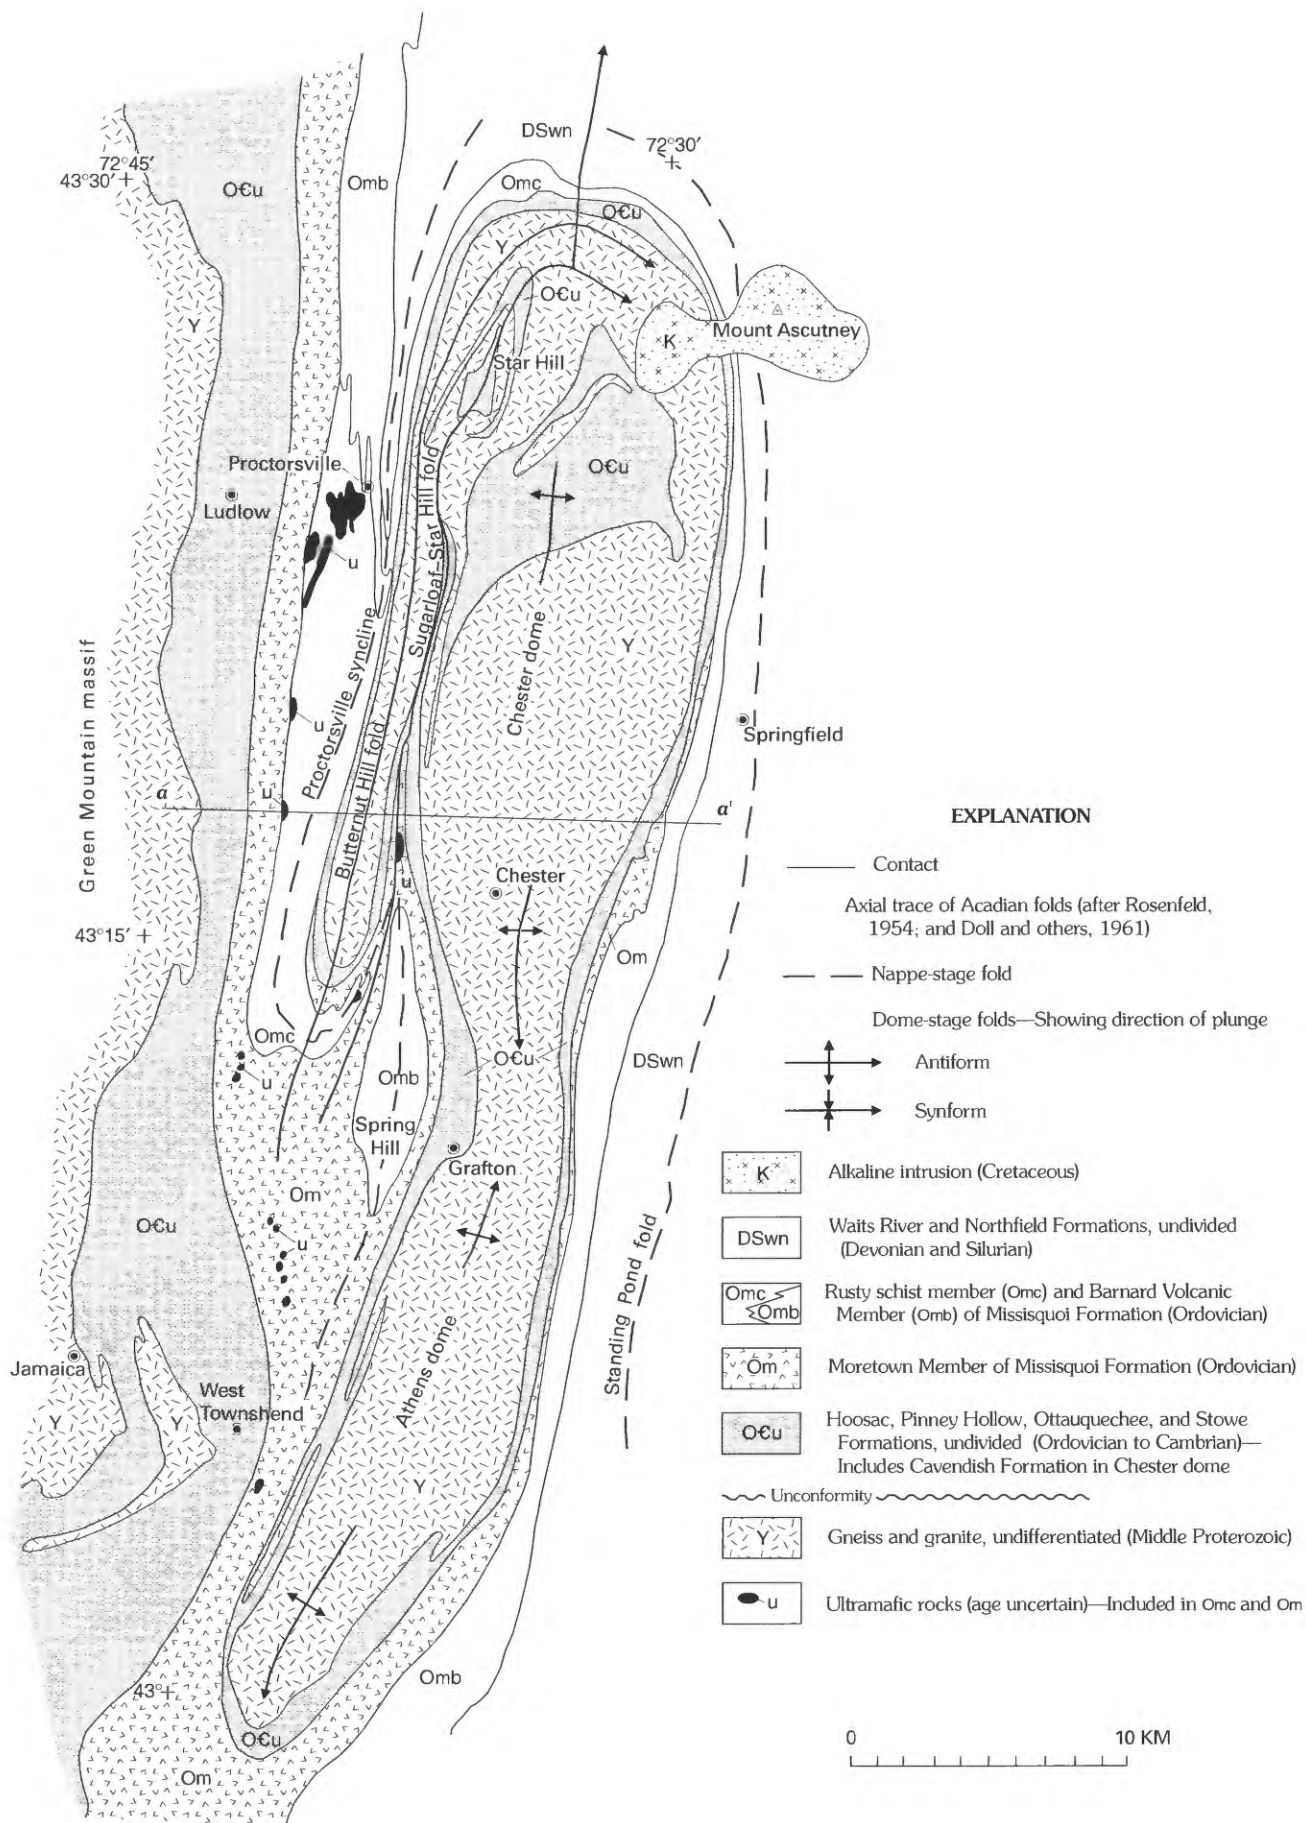 DSwn
72°30′
72°45′
43°30′
O€u
Omb
Omc
O€u
Y
O€u
Y
Mount Ascutney
K
Star Hill
Proctorsville
Ludlow
O€u
u
Sugarloaf-Star Hill fold
Chester dome
Y
Proctorsville syncline
Butternut Hill fold
Green Mountain massif
u
Springfield
a
u
a'
u
Chester
43°15′
Om
Omc
O€u
DSwn
u
Omb
Spring
Hill
Grafton
Om
O€u
u
Standing Pond fold
Athens dome
Jamaica
West
Townshend
Y
Y
Y
Omb
43°
O€u
Om
EXPLANATION
Contact
Axial trace of Acadian folds (after Rosenfeld,
1954; and Doll and others, 1961)
Nappe-stage fold
Dome-stage folds—Showing direction of plunge
Antiform
Synform
K Alkaline intrusion (Cretaceous)
DSwn Waits River and Northfield Formations, undivided
(Devonian and Silurian)
Omc Rusty schist member (Omc) and Barnard Volcanic
Omb Member (Omb) of Missisquoi Formation (Ordovician)
Om Moretown Member of Missisquoi Formation (Ordovician)
Hoosac, Pinney Hollow, Ottauquechee, and Stowe
O€u Formations, undivided (Ordovician to Cambrian)—
Includes Cavendish Formation in Chester dome
Unconformity
Y Gneiss and granite, undifferentiated (Middle Proterozoic)
u Ultramafic rocks (age uncertain)—Included in Omc and Om
0 10 KM